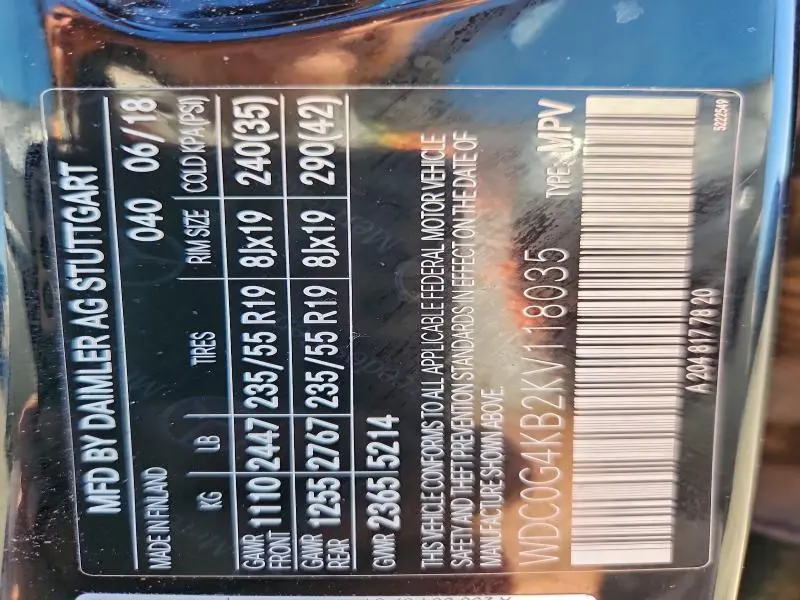 MFD BY DAIMLER AG STUTTGART
MADE IN FINLAND 040 06/18
KG LB TIRES RIM SIZE COLD KPA(PSI)
GAWR FRONT 1110 2447 235/55 R19 8Jx19 240(35)
GAWR REAR 1255 2767 235/55 R19 8Jx19 290(42)
GVWR 2365 5214
THIS VEHICLE CONFORMS TO ALL APPLICABLE FEDERAL MOTOR VEHICLE
SAFETY AND THEFT PREVENTION STANDARDS IN EFFECT ON THE DATE OF
MANUFACTURE SHOWN ABOVE.
WDC0G4KB2KV118035 TYPE: MPV
A 204 817 78 20 5222549